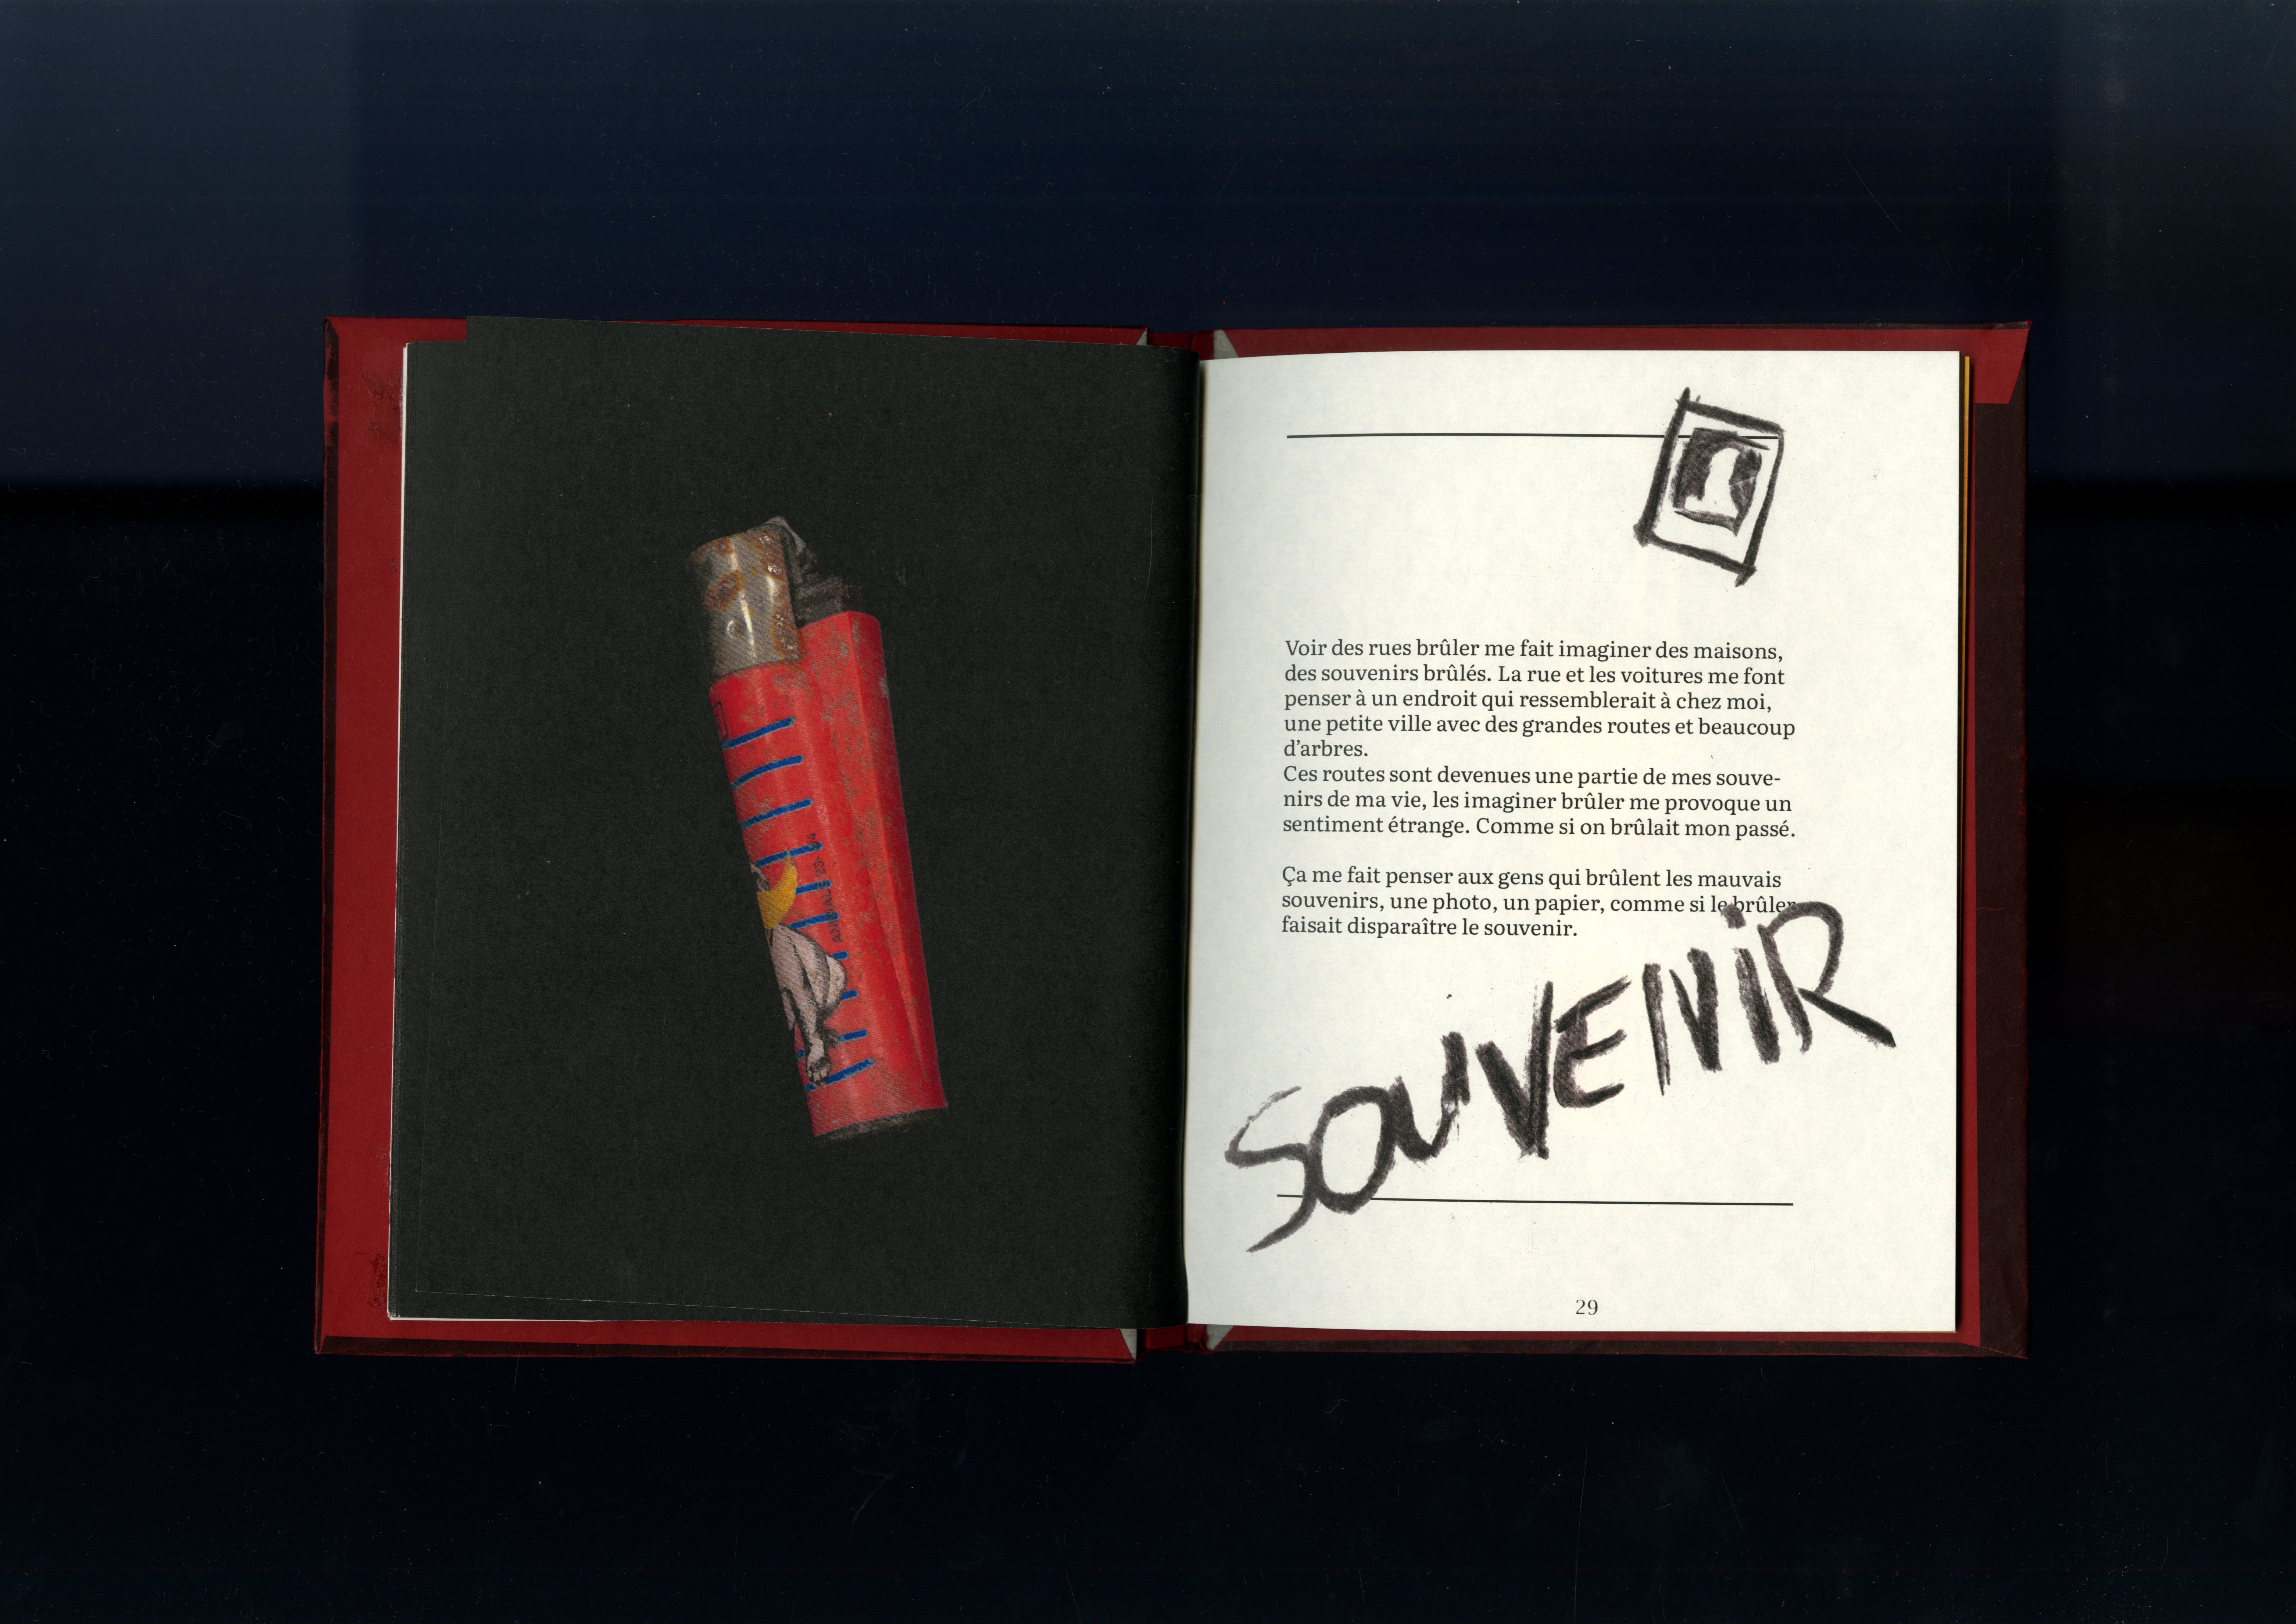 ANIMALS 23-
Voir des rues brûler me fait imaginer des maisons,
des souvenirs brûlés. La rue et les voitures me font
penser à un endroit qui ressemblerait à chez moi,
une petite ville avec des grandes routes et beaucoup
d’arbres.
Ces routes sont devenues une partie de mes souve-
nirs de ma vie, les imaginer brûler me provoque un
sentiment étrange. Comme si on brûlait mon passé.
Ça me fait penser aux gens qui brûlent les mauvais
souvenirs, une photo, un papier, comme si le brûler
faisait disparaître le souvenir.
SOUVENiR
29